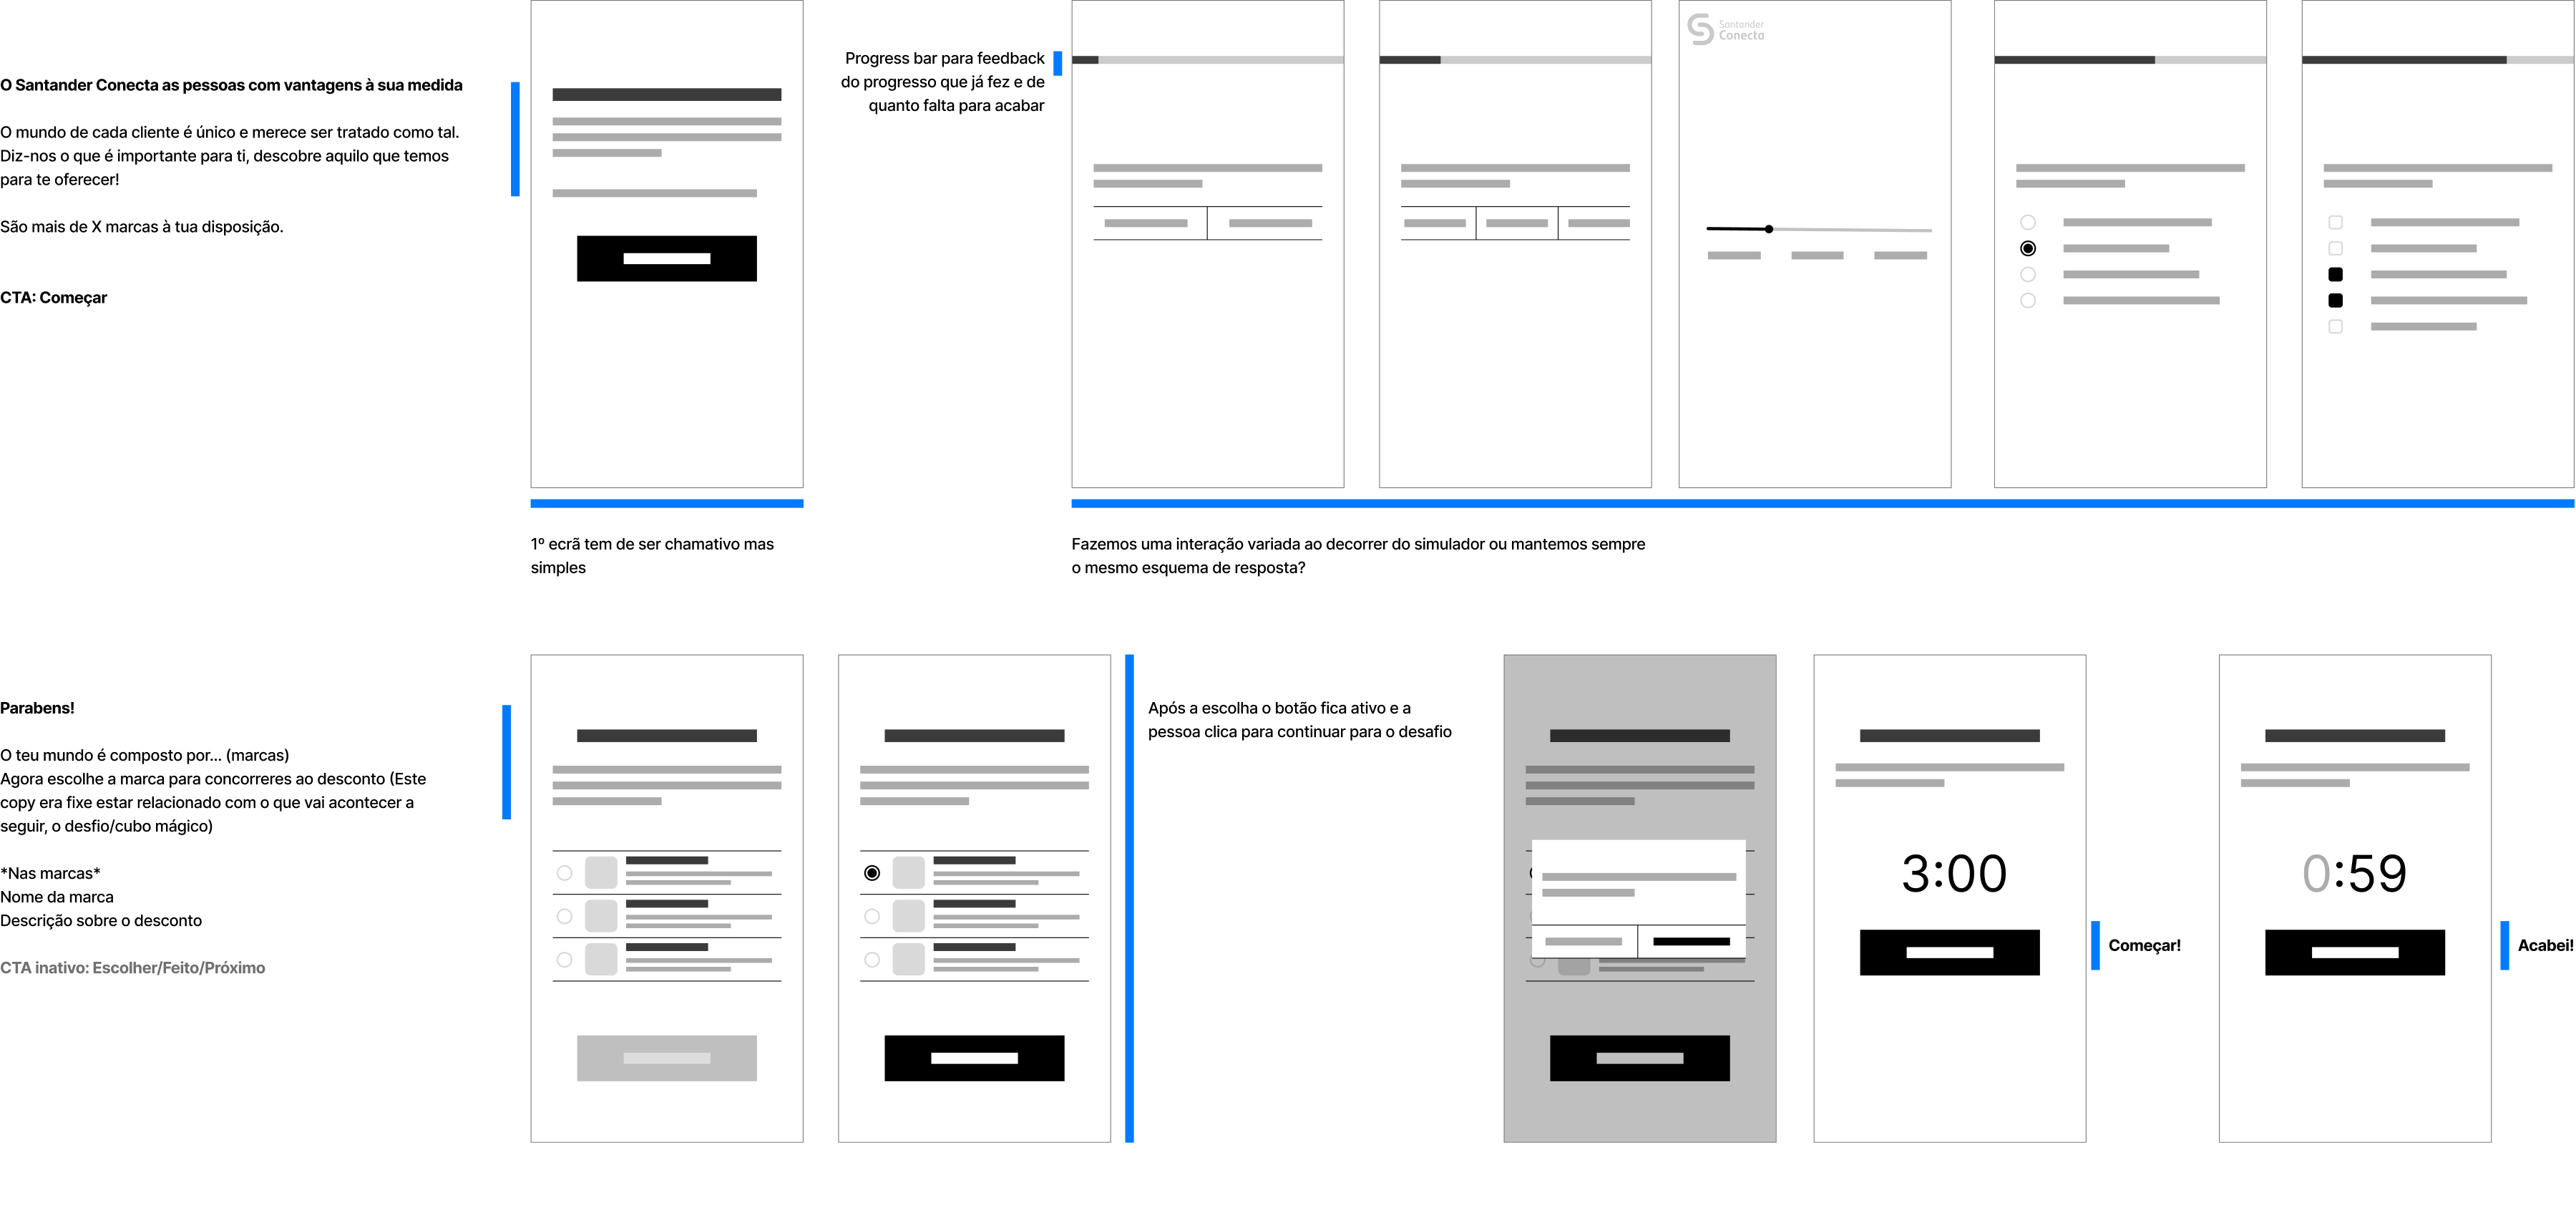 O Santander Conecta as pessoas com vantagens à sua medida
O mundo de cada cliente é único e merece ser tratado como tal.
Diz-nos o que é importante para ti, descobre aquilo que temos
para te oferecer!
São mais de X marcas à tua disposição.
CTA: Começar
1º ecrã tem de ser chamativo mas
simples
Progress bar para feedback
do progresso que já fez e de
quanto falta para acabar
Santander
Conecta
Fazemos uma interação variada ao decorrer do simulador ou mantemos sempre
o mesmo esquema de resposta?
Parabens!
O teu mundo é composto por... (marcas)
Agora escolhe a marca para concorreres ao desconto (Este
copy era fixe estar relacionado com o que vai acontecer a
seguir, o desfio/cubo mágico)
*Nas marcas*
Nome da marca
Descrição sobre o desconto
CTA inativo: Escolher/Feito/Próximo
Após a escolha o botão fica ativo e a
pessoa clica para continuar para o desafio
3:00
Começar!
0:59
Acabei!